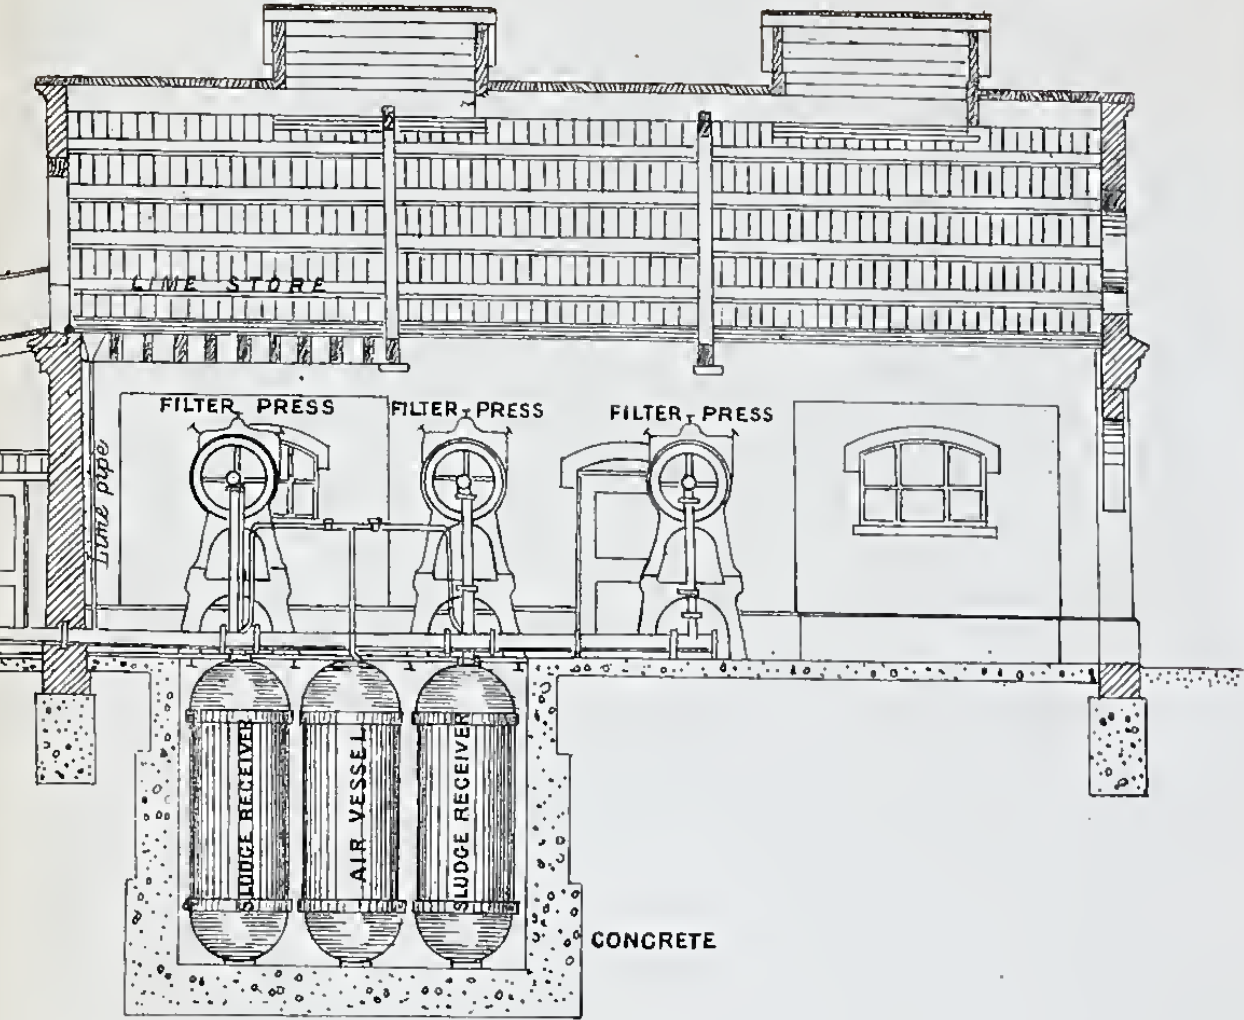 LIME STORE
FILTER PRESS
FILTER PRESS
FILTER PRESS
Lime pipe
SLUDGE RECEIVER
AIR VESSEL
SLUDGE RECEIVER
CONCRETE